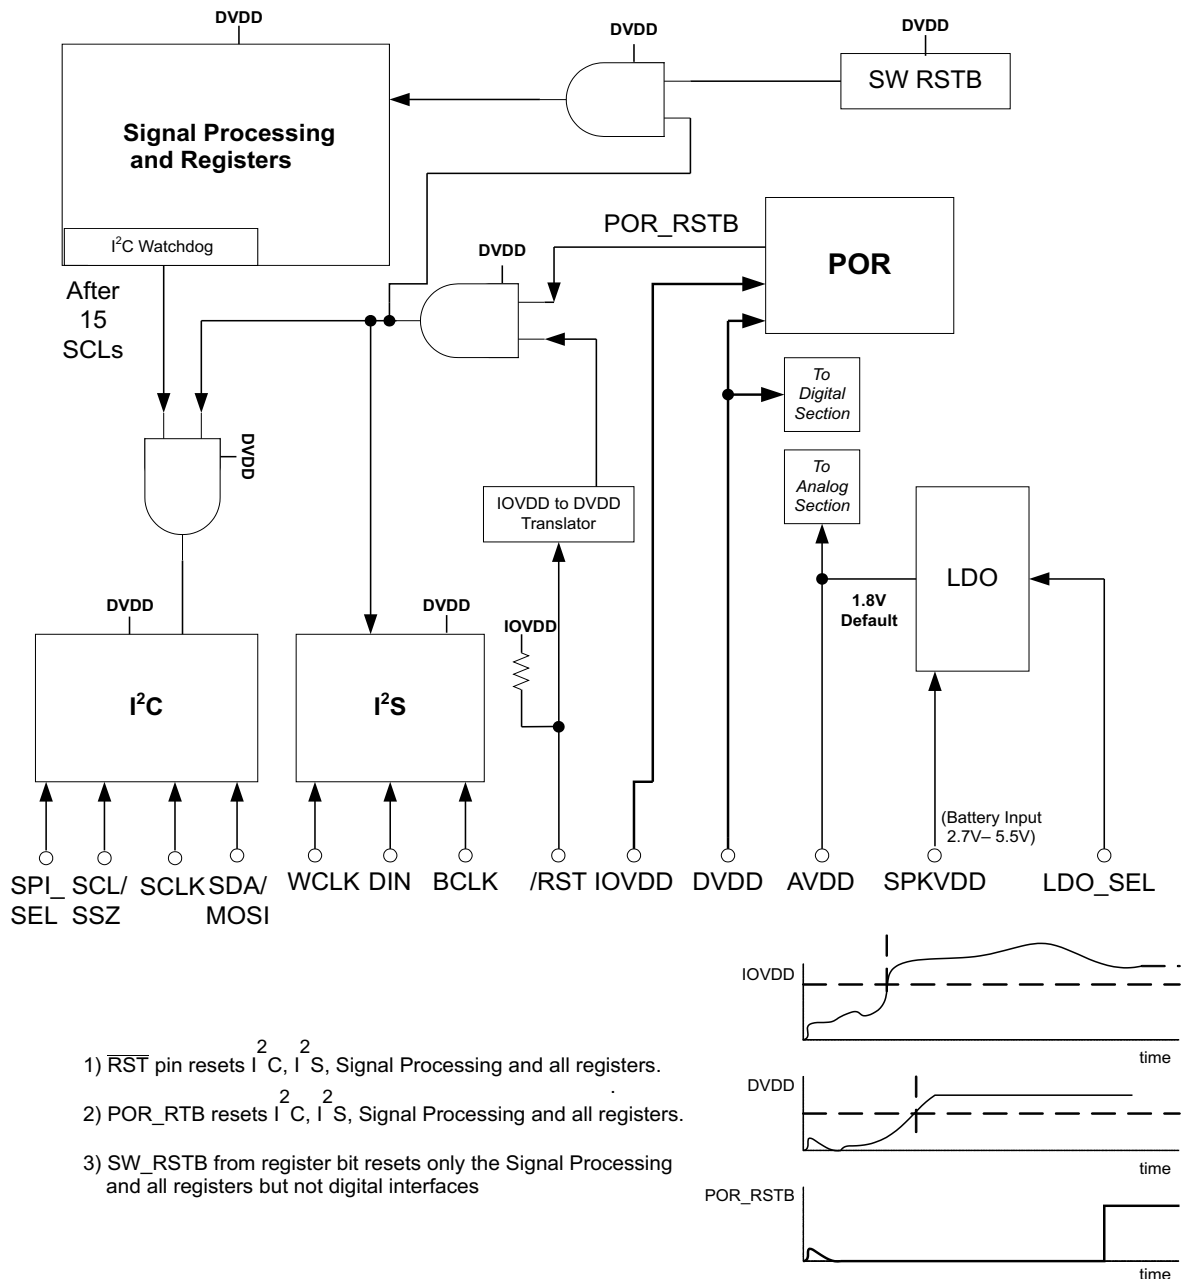 DVDD
DVDD
DVDD
SW RSTB
Signal Processing
and Registers
I²C Watchdog
After
15
SCLs
DVDD
POR_RSTB
POR
To
Digital
Section
To
Analog
Section
DVDD
IOVDD to DVDD
Translator
LDO
1.8V
Default
DVDD
DVDD
IOVDD
I²C
I²S
(Battery Input
2.7V– 5.5V)
SPI_
SEL
SCL/
SSZ
SCLK
SDA/
MOSI
WCLK
DIN
BCLK
/RST
IOVDD
DVDD
AVDD
SPKVDD
LDO_SEL
IOVDD
time
DVDD
time
POR_RSTB
time
1) R̅S̅T̅ pin resets I²C, I²S, Signal Processing and all registers.
2) POR_RTB resets I²C, I²S, Signal Processing and all registers.
3) SW_RSTB from register bit resets only the Signal Processing
and all registers but not digital interfaces